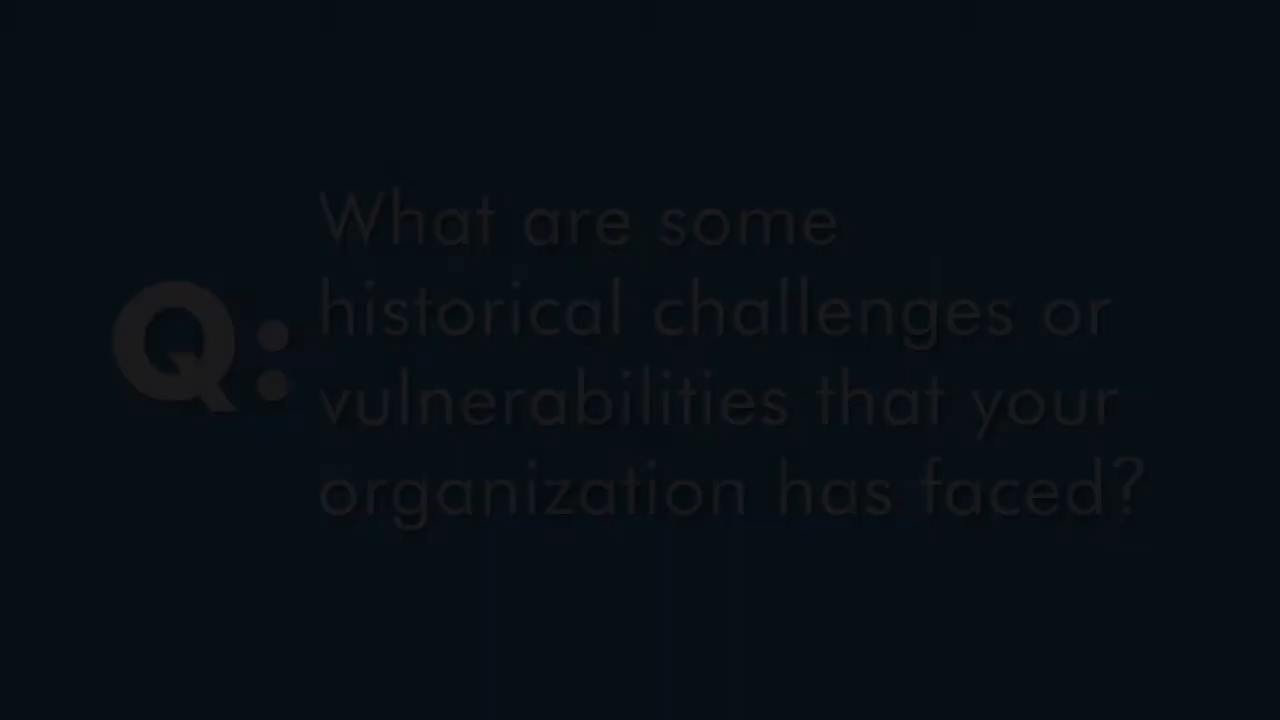 Q:
What are some
historical challenges or
vulnerabilities that your
organization has faced?